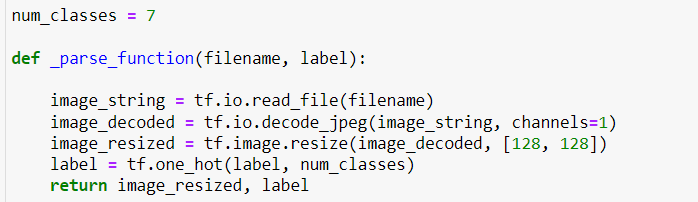 num_classes = 7
def _parse_function(filename, label):
    image_string = tf.io.read_file(filename)
    image_decoded = tf.io.decode_jpeg(image_string, channels=1)
    image_resized = tf.image.resize(image_decoded, [128, 128])
    label = tf.one_hot(label, num_classes)
    return image_resized, label